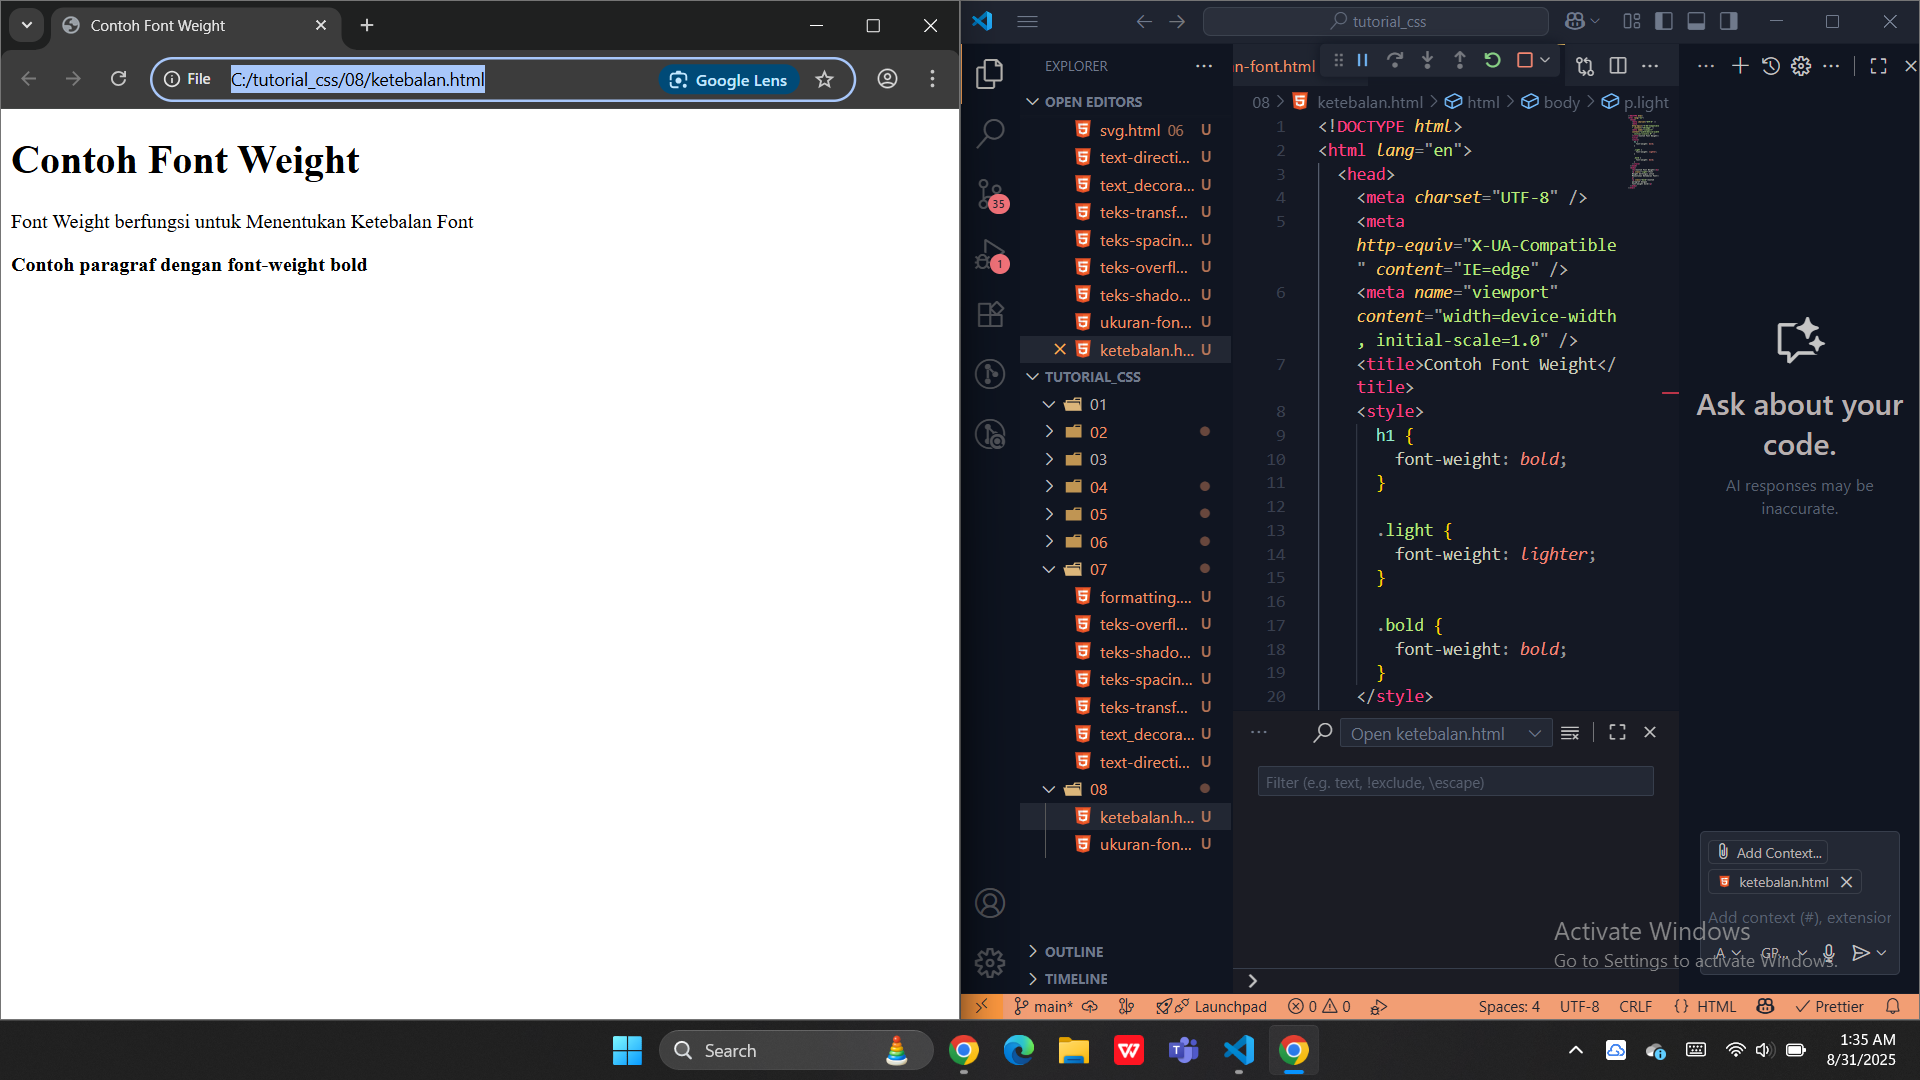 Contoh Font Weight
File
C:/tutorial_css/08/ketebalan.html
Google Lens
Contoh Font Weight
Font Weight berfungsi untuk Menentukan Ketebalan Font
Contoh paragraf dengan font-weight bold
tutorial_css
EXPLORER
OPEN EDITORS
svg.html 06 U
text-directi... U
text_decora... U
teks-transf... U
teks-spacin... U
teks-overfl... U
teks-shado... U
ukuran-fon... U
ketebalan.h... U
TUTORIAL_CSS
01
02
03
04
05
06
07
formatting.... U
teks-overfl... U
teks-shado... U
teks-spacin... U
teks-transf... U
text_decora... U
text-directi... U
08
ketebalan.h... U
ukuran-fon... U
OUTLINE
TIMELINE
35
1
n-font.html
08 > ketebalan.html > html > body > p.light
1 <!DOCTYPE html>
2 <html lang="en">
3 <head>
4 <meta charset="UTF-8" />
5 <meta
http-equiv="X-UA-Compatible
" content="IE=edge" />
6 <meta name="viewport"
content="width=device-width
, initial-scale=1.0" />
7 <title>Contoh Font Weight</
title>
8 <style>
9 h1 {
10 font-weight: bold;
11 }
12
13 .light {
14 font-weight: lighter;
15 }
16
17 .bold {
18 font-weight: bold;
19 }
20 </style>
Open ketebalan.html
Filter (e.g. text, !exclude, \escape)
Ask about your
code.
AI responses may be
inaccurate.
Add Context...
ketebalan.html
Add context (#), extension
A
GP...
Activate Windows
Go to Settings to activate Windows.
main*
Launchpad
0
0
Spaces: 4
UTF-8
CRLF
{} HTML
Prettier
Search
1:35 AM
8/31/2025